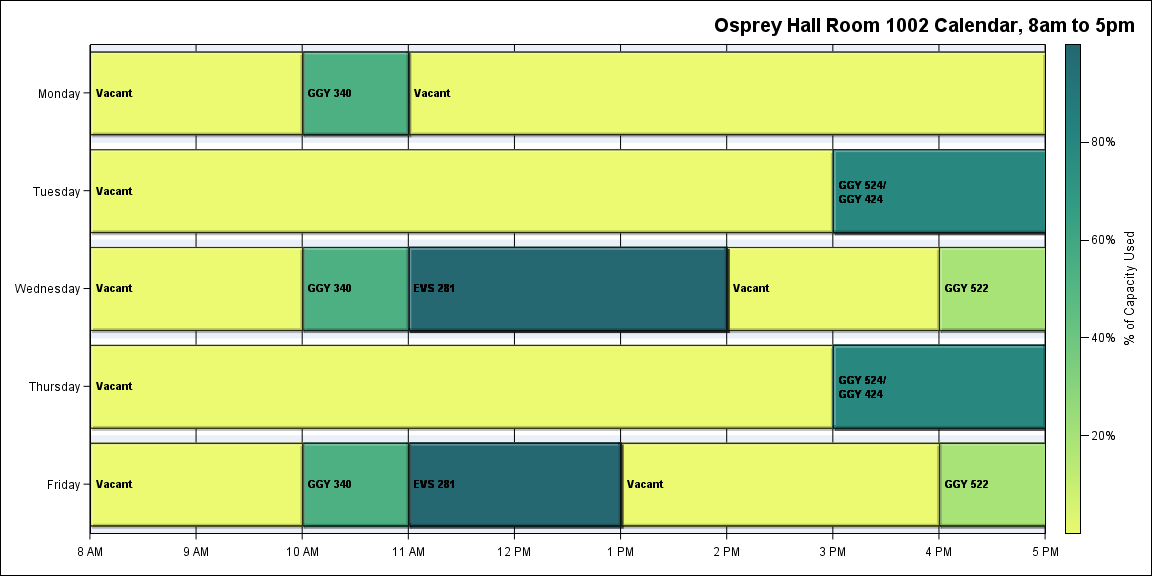 Osprey Hall Room 1002 Calendar, 8am to 5pm
Monday
Vacant
GGY 340
Vacant
Tuesday
Vacant
GGY 524/
GGY 424
Wednesday
Vacant
GGY 340
EVS 281
Vacant
GGY 522
Thursday
Vacant
GGY 524/
GGY 424
Friday
Vacant
GGY 340
EVS 281
Vacant
GGY 522
8 AM
9 AM
10 AM
11 AM
12 PM
1 PM
2 PM
3 PM
4 PM
5 PM
80%
60%
40%
20%
% of Capacity Used